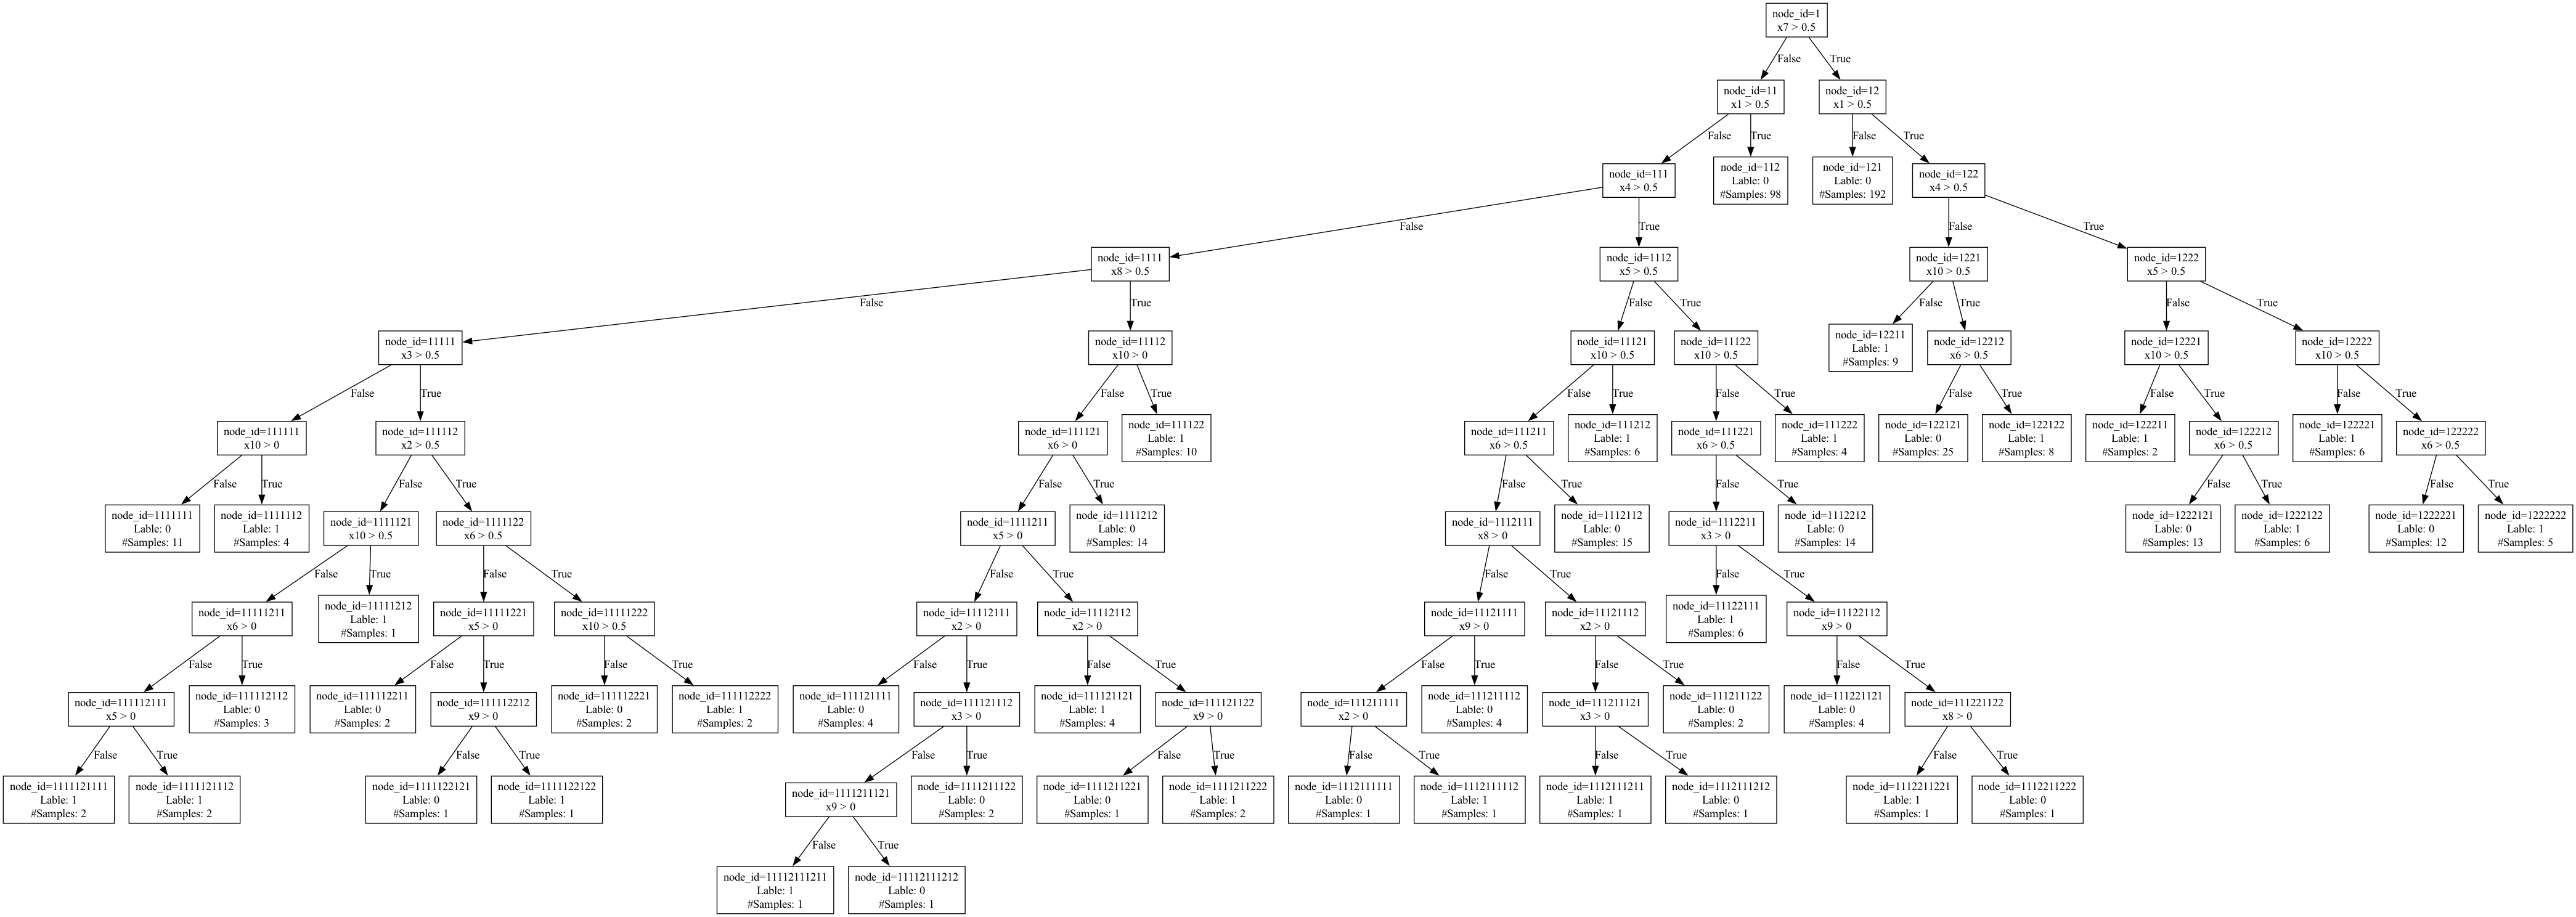 node_id=1
x7 > 0.5
False
True
node_id=11
x1 > 0.5
node_id=12
x1 > 0.5
False
True
False
True
node_id=111
x4 > 0.5
node_id=112
Lable: 0
#Samples: 98
node_id=121
Lable: 0
#Samples: 192
node_id=122
x4 > 0.5
False
True
False
True
node_id=1111
x8 > 0.5
node_id=1112
x5 > 0.5
node_id=1221
x10 > 0.5
node_id=1222
x5 > 0.5
False
True
False
True
False
True
False
True
node_id=11111
x3 > 0.5
node_id=11112
x10 > 0
node_id=11121
x10 > 0.5
node_id=11122
x10 > 0.5
node_id=12211
Lable: 1
#Samples: 9
node_id=12212
x6 > 0.5
node_id=12221
x10 > 0.5
node_id=12222
x10 > 0.5
False
True
False
True
False
True
False
True
False
True
False
True
False
True
node_id=111111
x10 > 0
node_id=111112
x2 > 0.5
node_id=111121
x6 > 0
node_id=111122
Lable: 1
#Samples: 10
node_id=111211
x6 > 0.5
node_id=111212
Lable: 1
#Samples: 6
node_id=111221
x6 > 0.5
node_id=111222
Lable: 1
#Samples: 4
node_id=122121
Lable: 0
#Samples: 25
node_id=122122
Lable: 1
#Samples: 8
node_id=122211
Lable: 1
#Samples: 2
node_id=122212
x6 > 0.5
node_id=122221
Lable: 1
#Samples: 6
node_id=122222
x6 > 0.5
False
True
False
True
False
True
False
True
False
True
False
True
False
True
node_id=1111111
Lable: 0
#Samples: 11
node_id=1111112
Lable: 1
#Samples: 4
node_id=1111121
x10 > 0.5
node_id=1111122
x6 > 0.5
node_id=1111211
x5 > 0
node_id=1111212
Lable: 0
#Samples: 14
node_id=1112111
x8 > 0
node_id=1112112
Lable: 0
#Samples: 15
node_id=1112211
x3 > 0
node_id=1112212
Lable: 0
#Samples: 14
node_id=1222121
Lable: 0
#Samples: 13
node_id=1222122
Lable: 1
#Samples: 6
node_id=1222221
Lable: 0
#Samples: 12
node_id=1222222
Lable: 1
#Samples: 5
False
True
False
True
False
True
False
True
False
True
node_id=11111211
x6 > 0
node_id=11111212
Lable: 1
#Samples: 1
node_id=11111221
x5 > 0
node_id=11111222
x10 > 0.5
node_id=11112111
x2 > 0
node_id=11112112
x2 > 0
node_id=11121111
x9 > 0
node_id=11121112
x2 > 0
node_id=11122111
Lable: 1
#Samples: 6
node_id=11122112
x9 > 0
False
True
False
True
False
True
False
True
False
True
False
True
False
True
False
True
node_id=111112111
x5 > 0
node_id=111112112
Lable: 0
#Samples: 3
node_id=111112211
Lable: 0
#Samples: 2
node_id=111112212
x9 > 0
node_id=111112221
Lable: 0
#Samples: 2
node_id=111112222
Lable: 1
#Samples: 2
node_id=111121111
Lable: 0
#Samples: 4
node_id=111121112
x3 > 0
node_id=111121121
Lable: 1
#Samples: 4
node_id=111121122
x9 > 0
node_id=111211111
x2 > 0
node_id=111211112
Lable: 0
#Samples: 4
node_id=111211121
x3 > 0
node_id=111211122
Lable: 0
#Samples: 2
node_id=111221121
Lable: 0
#Samples: 4
node_id=111221122
x8 > 0
False
True
False
True
False
True
False
True
False
True
False
True
False
True
node_id=1111121111
Lable: 1
#Samples: 2
node_id=1111121112
Lable: 1
#Samples: 2
node_id=1111122121
Lable: 0
#Samples: 1
node_id=1111122122
Lable: 1
#Samples: 1
node_id=1111211121
x9 > 0
node_id=1111211122
Lable: 0
#Samples: 2
node_id=1111211221
Lable: 0
#Samples: 1
node_id=1111211222
Lable: 1
#Samples: 2
node_id=1112111111
Lable: 0
#Samples: 1
node_id=1112111112
Lable: 1
#Samples: 1
node_id=1112111211
Lable: 1
#Samples: 1
node_id=1112111212
Lable: 0
#Samples: 1
node_id=1112211221
Lable: 1
#Samples: 1
node_id=1112211222
Lable: 0
#Samples: 1
False
True
node_id=11112111211
Lable: 1
#Samples: 1
node_id=11112111212
Lable: 0
#Samples: 1